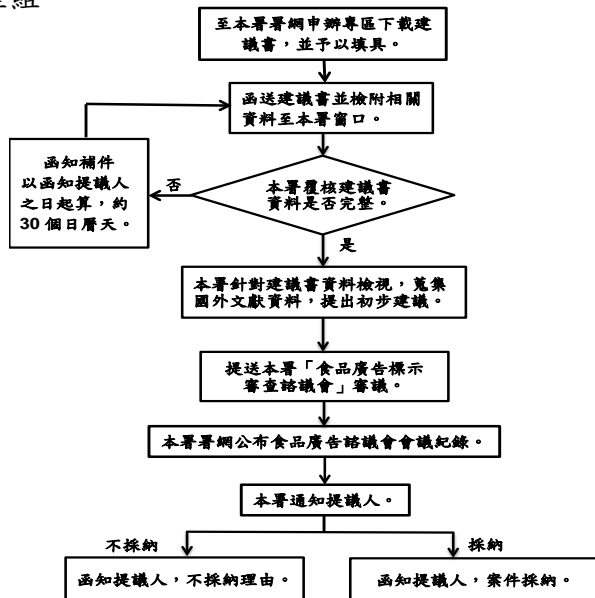 組
至本署署網申辦專區下載建
議書，並予以填具。
函送建議書並檢附相關
資料至本署窗口。
函知補件
以函知提議人
之日起算，約
30 個日曆天。
否
本署覆核建議書
資料是否完整。
是
本署針對建議書資料檢視，蒐集
國外文獻資料，提出初步建議。
提送本署「食品廣告標示
審查諮議會」審議。
本署署網公布食品廣告諮議會會議紀錄。
本署通知提議人。
不採納
採納
函知提議人，不採納理由。
函知提議人，案件採納。